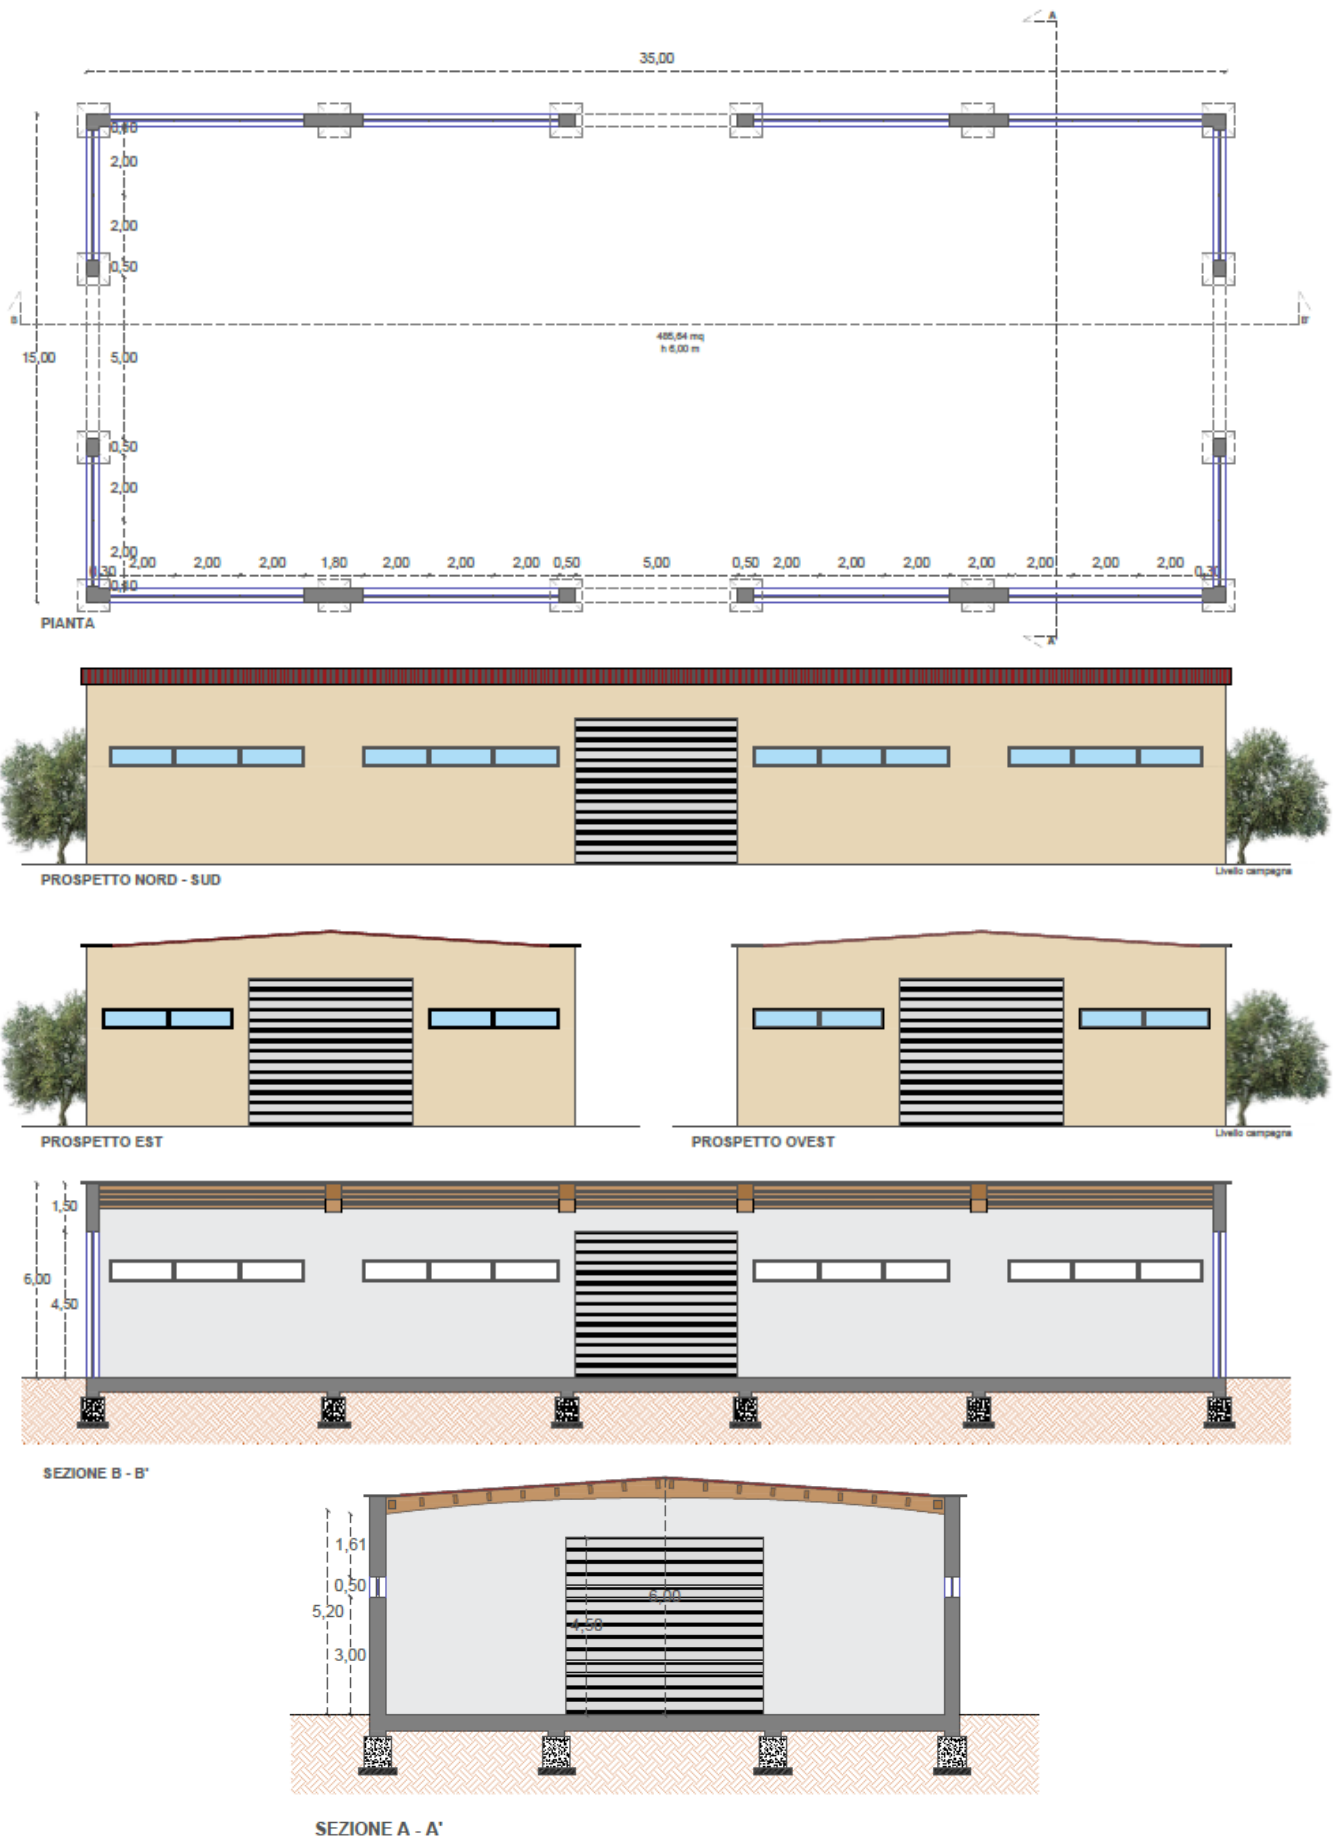 A
35,00
0,10
2,00
2,00
0,50
B
B'
486,64 mq
h 6,00 m
15,00
5,00
0,50
2,00
2,00
0,30
0,10
2,00 2,00 2,00 1,80 2,00 2,00 2,00 0,50 5,00 0,50 2,00 2,00 2,00 2,00 2,00 2,00 2,00 0,30
PIANTA
A'
Livello campagna
PROSPETTO NORD - SUD
PROSPETTO EST
PROSPETTO OVEST
Livello campagna
1,50
6,00
4,50
SEZIONE B - B'
1,61
0,50
5,20
3,00
6,00
4,50
SEZIONE A - A'